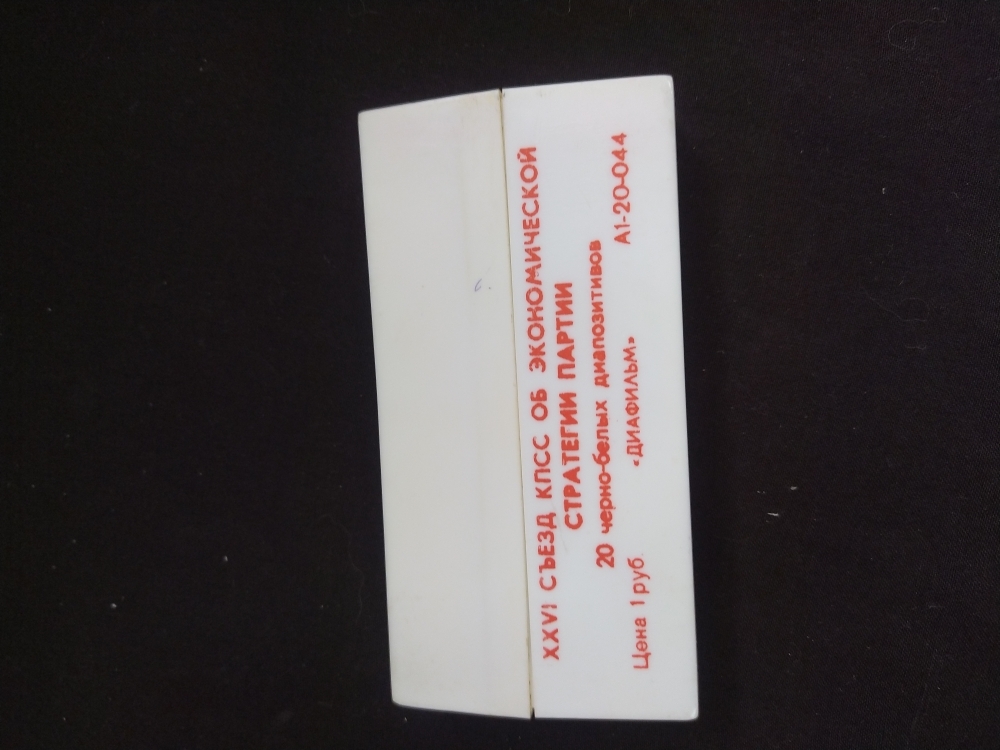 XXVI СЪЕЗД КПСС ОБ ЭКОНОМИЧЕСКОЙ
СТРАТЕГИИ ПАРТИИ
20 черно-белых диапозитивов
Цена 1 руб. «ДИАФИЛЬМ» А1-20-044